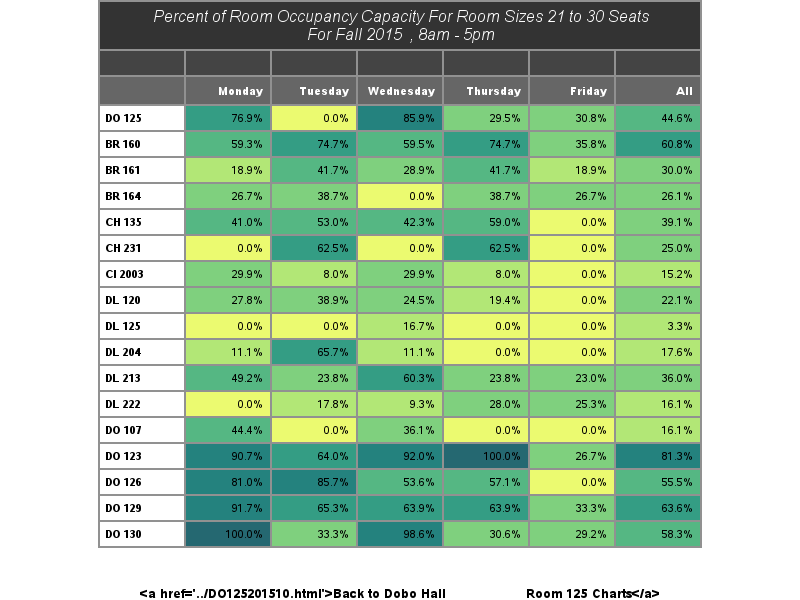 Percent of Room Occupancy Capacity For Room Sizes 21 to 30 Seats
For Fall 2015 , 8am - 5pm
Monday Tuesday Wednesday Thursday Friday All
DO 125 76.9% 0.0% 85.9% 29.5% 30.8% 44.6%
BR 160 59.3% 74.7% 59.5% 74.7% 35.8% 60.8%
BR 161 18.9% 41.7% 28.9% 41.7% 18.9% 30.0%
BR 164 26.7% 38.7% 0.0% 38.7% 26.7% 26.1%
CH 135 41.0% 53.0% 42.3% 59.0% 0.0% 39.1%
CH 231 0.0% 62.5% 0.0% 62.5% 0.0% 25.0%
CI 2003 29.9% 8.0% 29.9% 8.0% 0.0% 15.2%
DL 120 27.8% 38.9% 24.5% 19.4% 0.0% 22.1%
DL 125 0.0% 0.0% 16.7% 0.0% 0.0% 3.3%
DL 204 11.1% 65.7% 11.1% 0.0% 0.0% 17.6%
DL 213 49.2% 23.8% 60.3% 23.8% 23.0% 36.0%
DL 222 0.0% 17.8% 9.3% 28.0% 25.3% 16.1%
DO 107 44.4% 0.0% 36.1% 0.0% 0.0% 16.1%
DO 123 90.7% 64.0% 92.0% 100.0% 26.7% 81.3%
DO 126 81.0% 85.7% 53.6% 57.1% 0.0% 55.5%
DO 129 91.7% 65.3% 63.9% 63.9% 33.3% 63.6%
DO 130 100.0% 33.3% 98.6% 30.6% 29.2% 58.3%
<a href='../DO125201510.html'>Back to Dobo Hall Room 125 Charts</a>